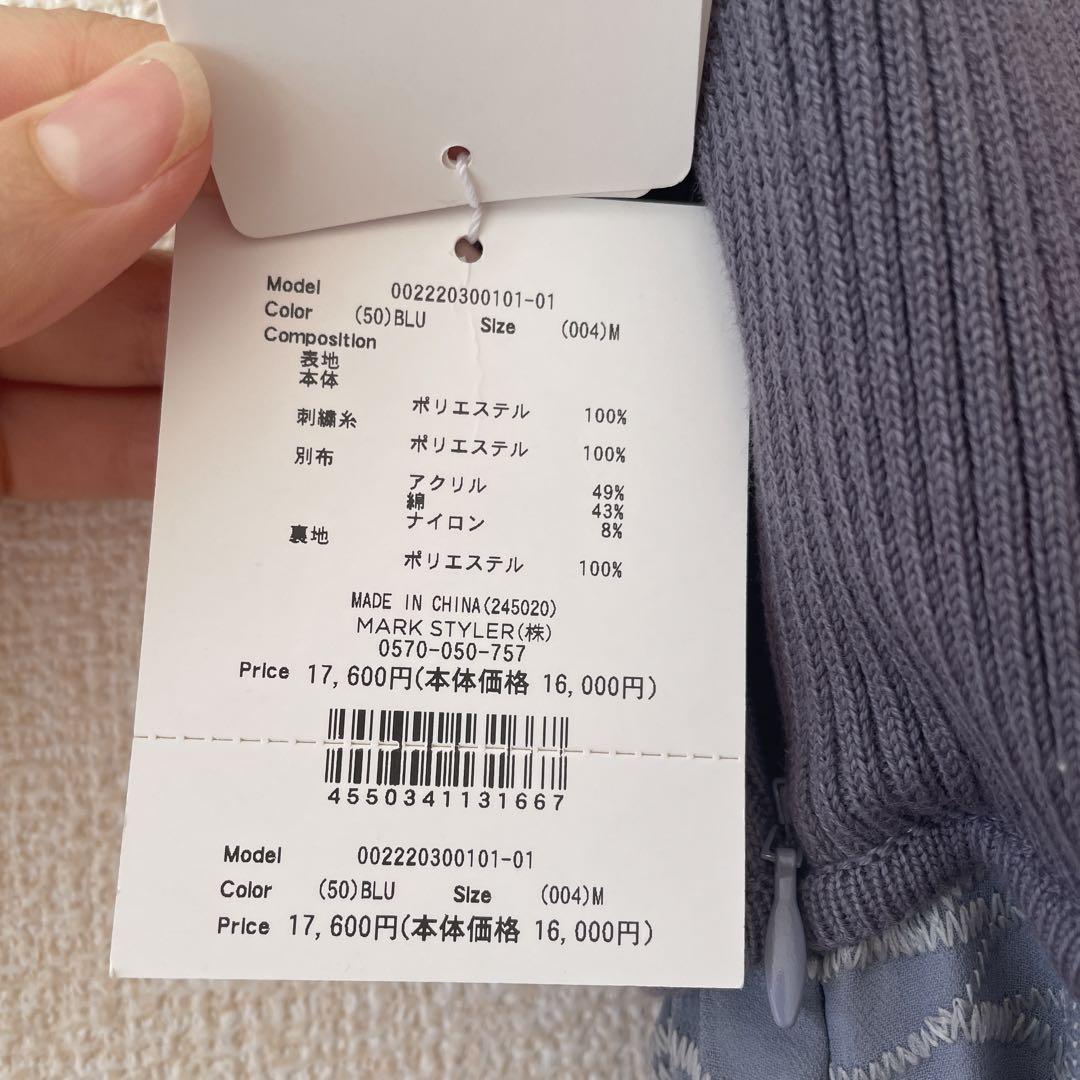 Model 002220300101-01
Color (50)BLU Size (004)M
Composition
表地
本体
ポリエステル 100%
刺繍糸
ポリエステル 100%
別布
アクリル 49%
綿 43%
ナイロン 8%
裏地
ポリエステル 100%
MADE IN CHINA(245020)
MARK STYLER(株)
0570-050-757
Price 17,600円(本体価格 16,000円)
4550341131667
Model 002220300101-01
Color (50)BLU Size (004)M
Price 17,600円(本体価格 16,000円)